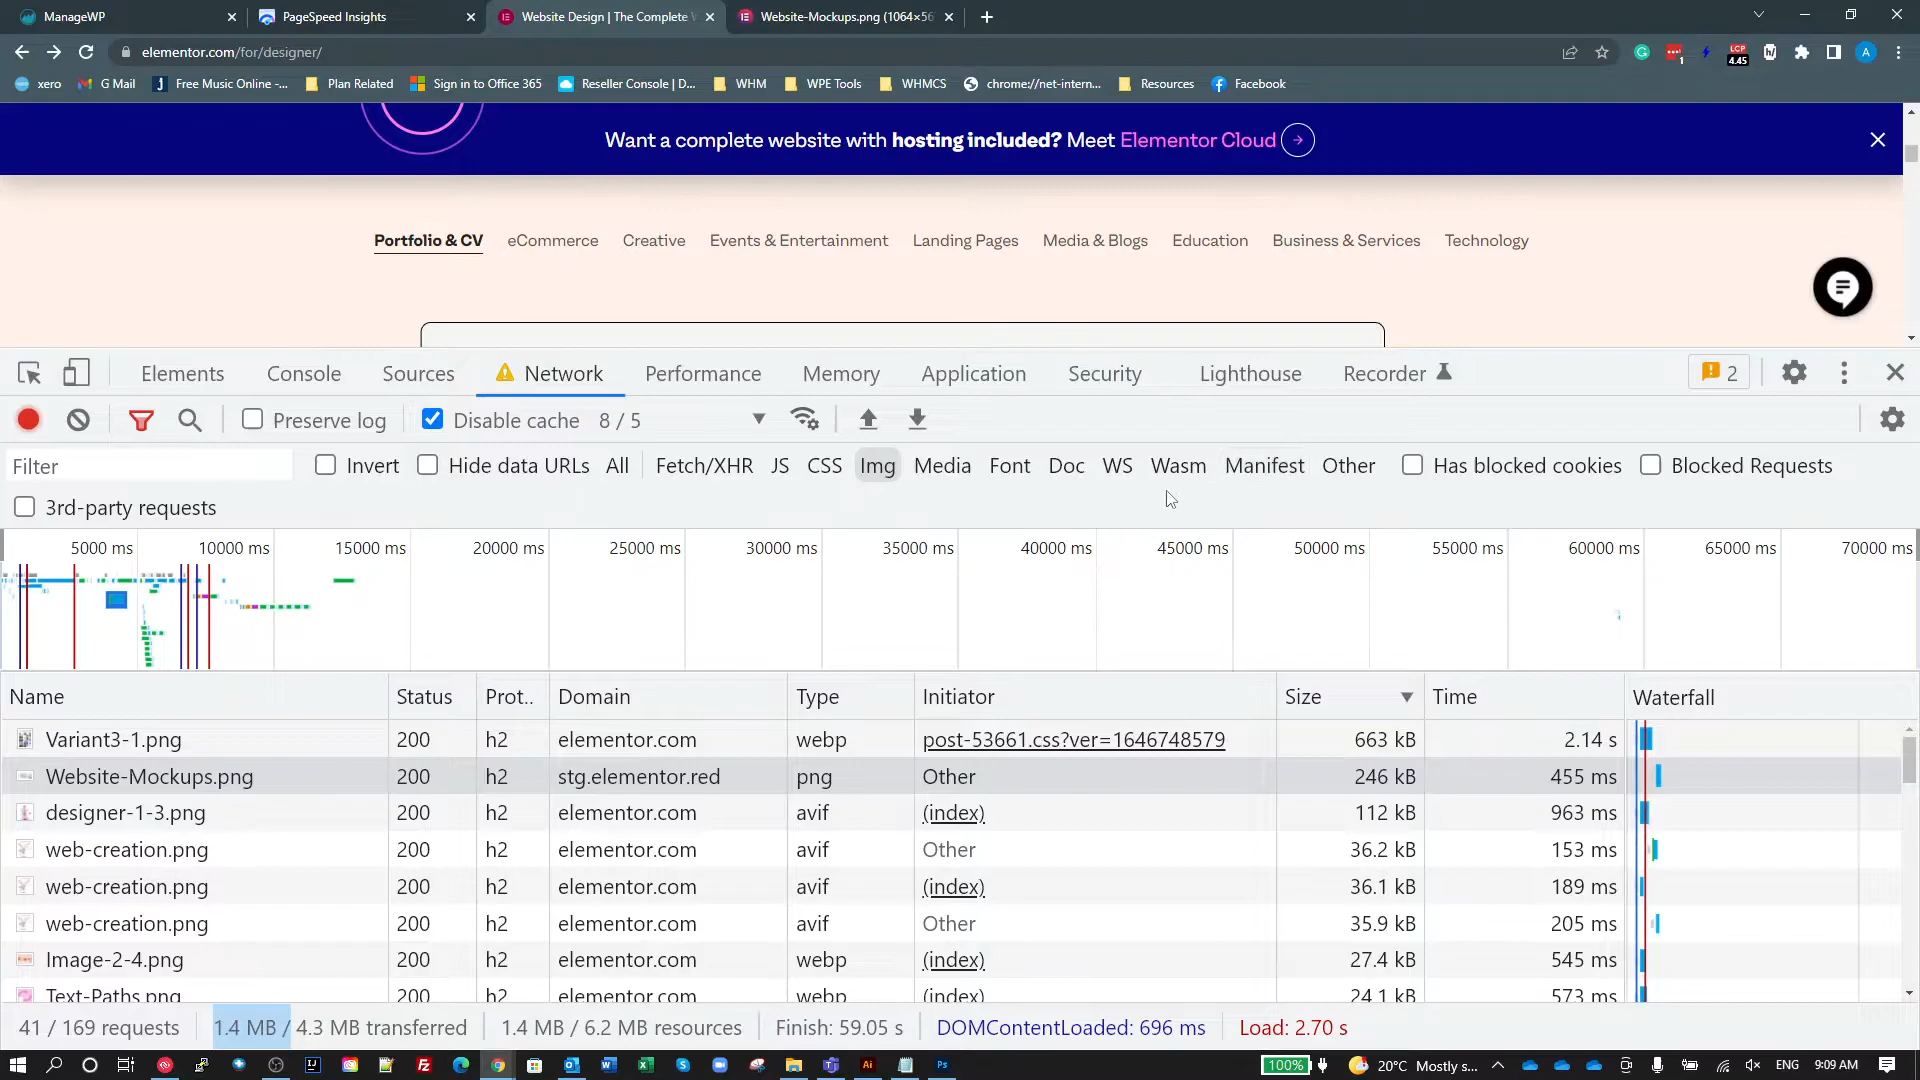 ManageWP
PageSpeed Insights
Website Design | The Complete
Website-Mockups.png (1064×56
elementor.com/for/designer/
1
LCP
4.45
A
xero
G Mail
Free Music Online -...
Plan Related
Sign in to Office 365
Reseller Console | D...
WHM
WPE Tools
WHMCS
chrome://net-intern...
Resources
Facebook
Want a complete website with hosting included? Meet Elementor Cloud
Portfolio & CV eCommerce Creative Events & Entertainment Landing Pages Media & Blogs Education Business & Services Technology
Elements Console Sources Network Performance Memory Application Security Lighthouse Recorder 2
Preserve log Disable cache 8 / 5
Filter Invert Hide data URLs All Fetch/XHR JS CSS Img Media Font Doc WS Wasm Manifest Other Has blocked cookies Blocked Requests
3rd-party requests
5000 ms 10000 ms 15000 ms 20000 ms 25000 ms 30000 ms 35000 ms 40000 ms 45000 ms 50000 ms 55000 ms 60000 ms 65000 ms 70000 ms
Name Status Prot.. Domain Type Initiator Size Time Waterfall
Variant3-1.png 200 h2 elementor.com webp post-53661.css?ver=1646748579 663 kB 2.14 s
Website-Mockups.png 200 h2 stg.elementor.red png Other 246 kB 455 ms
designer-1-3.png 200 h2 elementor.com avif (index) 112 kB 963 ms
web-creation.png 200 h2 elementor.com avif Other 36.2 kB 153 ms
web-creation.png 200 h2 elementor.com avif (index) 36.1 kB 189 ms
web-creation.png 200 h2 elementor.com avif Other 35.9 kB 205 ms
Image-2-4.png 200 h2 elementor.com webp (index) 27.4 kB 545 ms
Text-Paths.png 200 h2 elementor.com webp (index) 24.1 kB 573 ms
41 / 169 requests 1.4 MB / 4.3 MB transferred 1.4 MB / 6.2 MB resources Finish: 59.05 s DOMContentLoaded: 696 ms Load: 2.70 s
100% 20°C Mostly s... ENG 9:09 AM